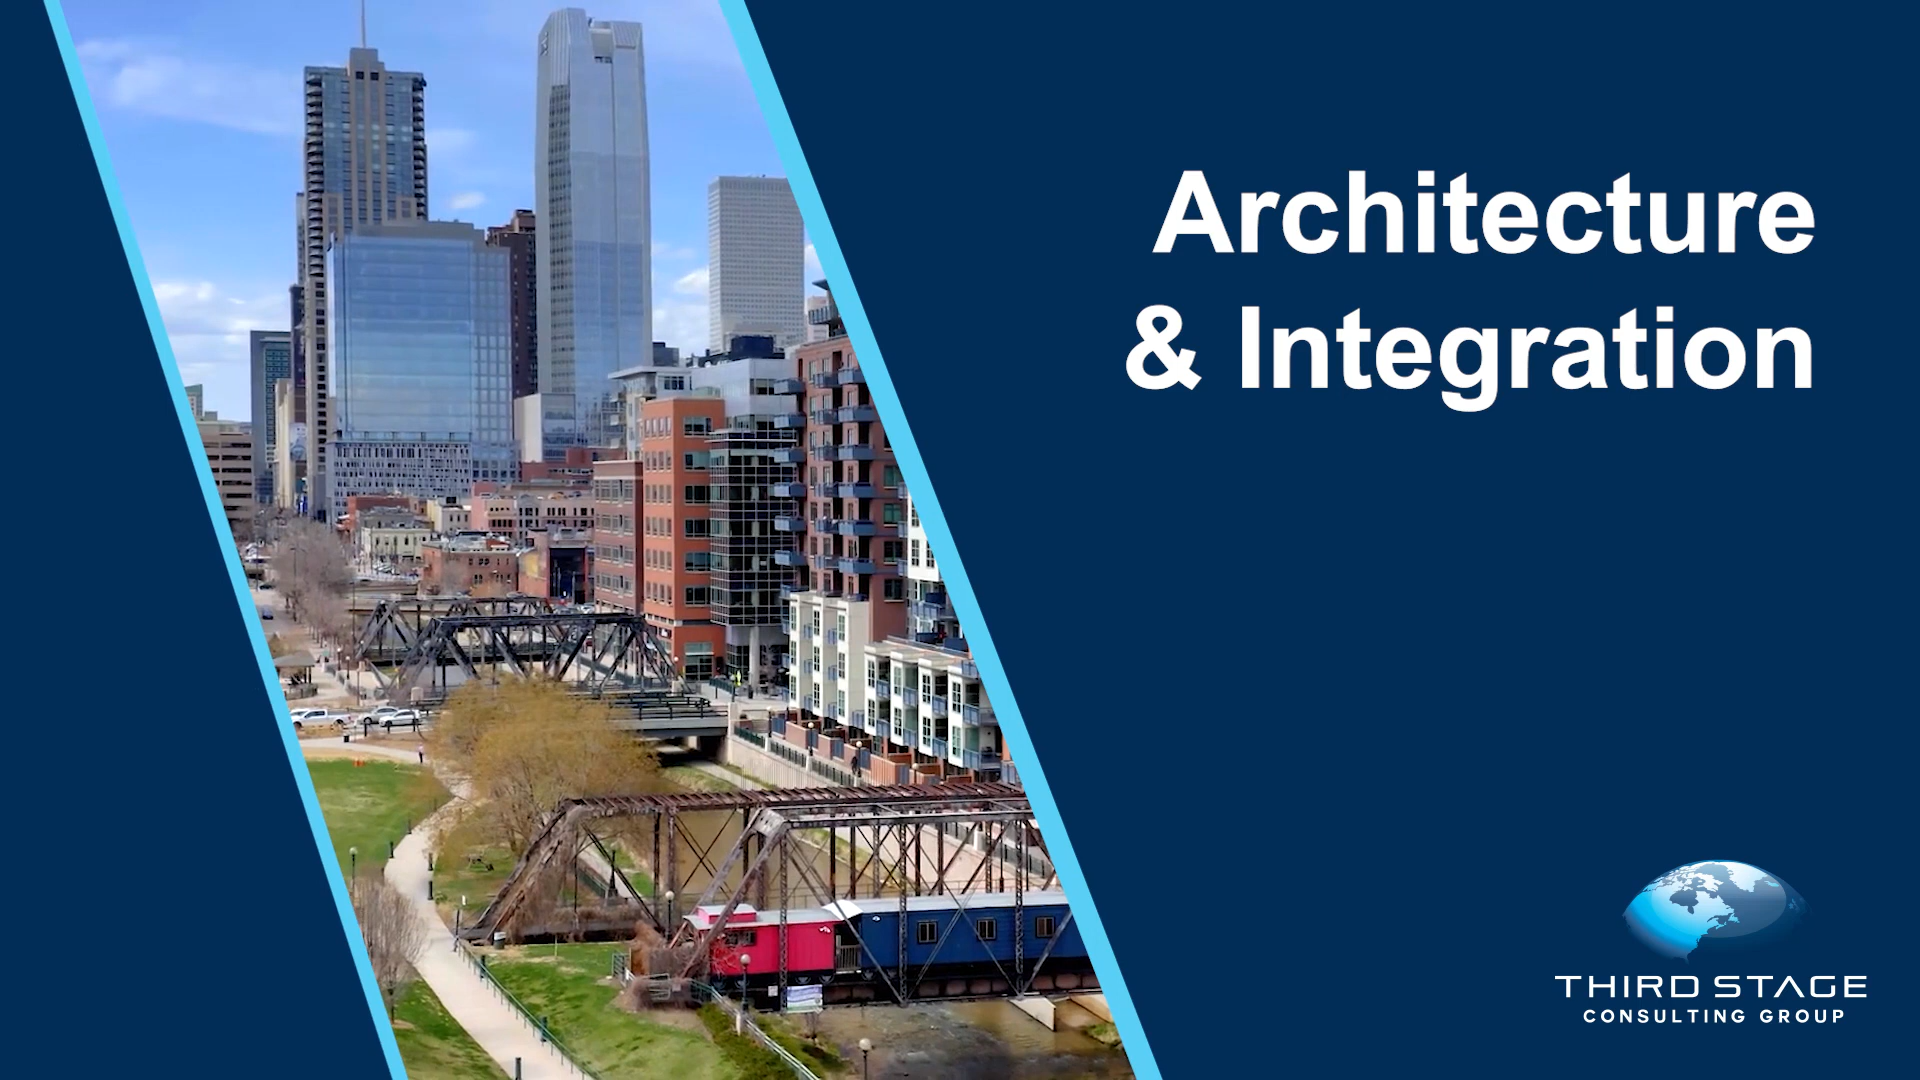 Architecture
& Integration
THIRD STAGE
CONSULTING GROUP